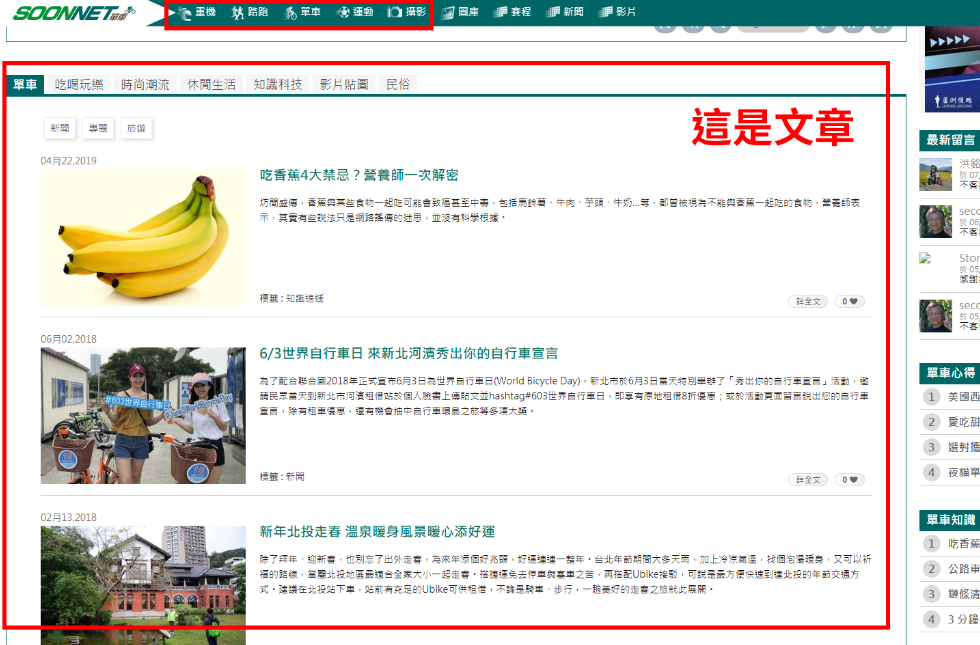 SOONNET
重機 路跑 單車 運動 攝影 圖庫 賽程 新聞 影片
單車 吃喝玩樂 時尚潮流 休閒生活 知識科技 影片貼圖 民俗
這是文章
新聞 專題 旅遊
04月22,2019
吃香蕉4大禁忌？營養師一次解密
坊間盛傳，香蕉與某些食物一起吃可能會致癌甚至中毒，包括馬鈴薯、牛肉、芋頭、牛奶...等，都曾被視為不能與香蕉一起吃的食物。營養師表
示，其實有些說法只是網路謠傳的迷思，並沒有科學根據。
標籤：知識速遞
詳全文 0
06月02,2018
6/3世界自行車日 來新北河濱秀出你的自行車宣言
#603世界自行車日
為了配合聯合國2018年正式宣布6月3日為世界自行車日(World Bicycle Day)，新北市於6月3日當天特別舉辦了「秀出你的自行車宣言」活動，邀
請民眾當天到新北市河濱租借站於個人臉書上傳貼文並hashtag#603世界自行車日，即享有原地租借8折優惠；或於活動頁面留言說出您的自行車
宣言，除有租車優惠，還有機會抽中自行車環島之旅等多項大獎。
標籤：新聞
詳全文 0
02月13,2018
新年北投走春 溫泉暖身風景暖心添好運
除了拜年、迎新春，也別忘了出外走春，為來年添個好兆頭，好運連連一整年。台北年節期間大多天雨，加上冷涼氣溫，找個泡湯暖身，又可以祈
福的路線，當屬北投地區最適合全家大小一起走春。搭捷運免去停車與塞車之苦，再搭配Ubike接駁，可說是最方便快速到達北投的年節交通方
式。建議在北投站下車，站前有充足的Ubike可供租借，不論是騎車、步行，一趟美好的走春之旅就此展開。
最新留言
洪
於 07
不客
seco
於 06
不客
Stor
於 05
感謝
seco
於 05
不客
單車心得
1 美國西
2 愛吃甜
3 選對
4 夜貓單
單車知識
1 吃香蕉
2 公路車
3 鏈條清
4 3 分鐘